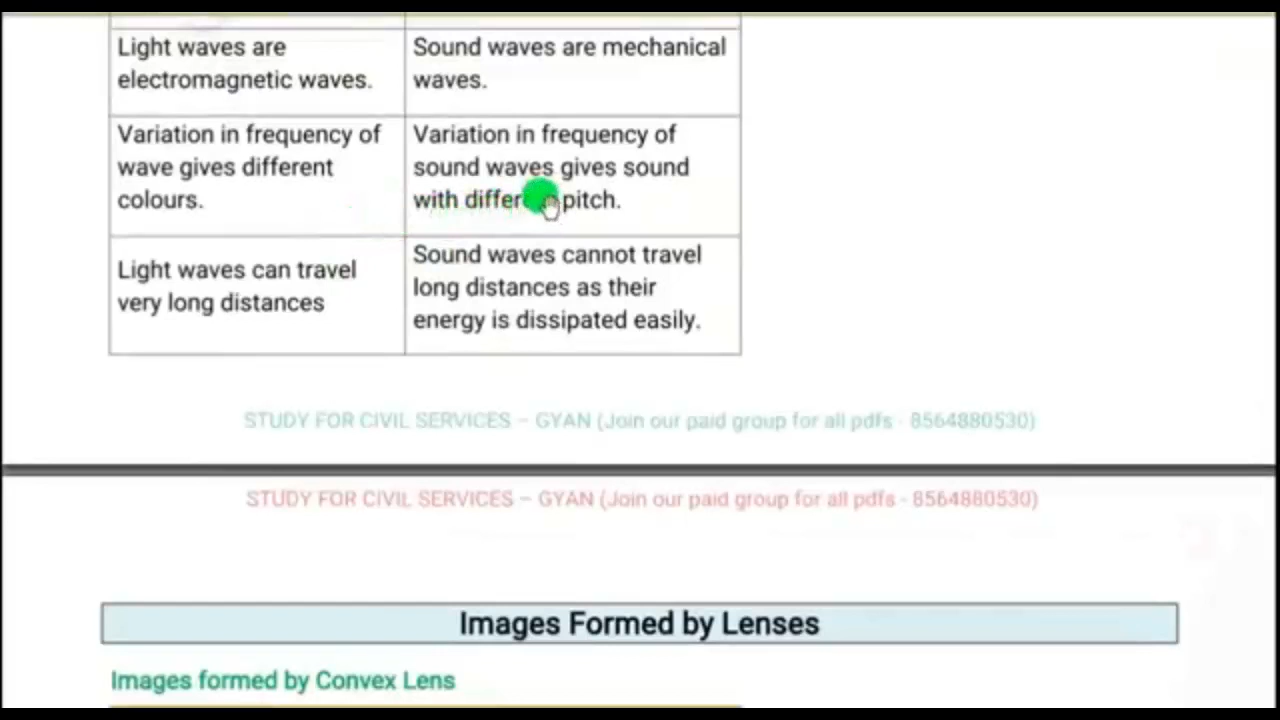 Light waves are
electromagnetic waves.
Sound waves are mechanical
waves.
Variation in frequency of
wave gives different
colours.
Variation in frequency of
sound waves gives sound
with pitch.
Light waves can travel
very long distances
Sound waves cannot travel
long distances as their
energy is dissipated easily.
STUDY FOR CIVIL SERVICES – GYAN (Join our paid group for all pdfs - 8564880530)
STUDY FOR CIVIL SERVICES – GYAN (Join our paid group for all pdfs - 8564880530)
Images Formed by Lenses
Images formed by Convex Lens